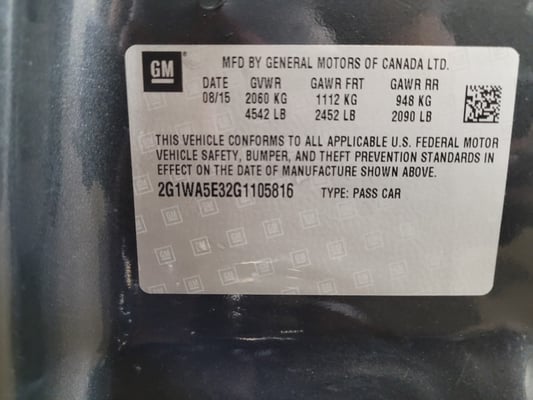 GM
MFD BY GENERAL MOTORS OF CANADA LTD.
DATE GVWR GAWR FRT GAWR RR
08/15 2060 KG 1112 KG 948 KG
4542 LB 2452 LB 2090 LB
THIS VEHICLE CONFORMS TO ALL APPLICABLE U.S. FEDERAL MOTOR
VEHICLE SAFETY, BUMPER, AND THEFT PREVENTION STANDARDS IN
EFFECT ON THE DATE OF MANUFACTURE SHOWN ABOVE.
2G1WA5E32G1105816 TYPE: PASS CAR